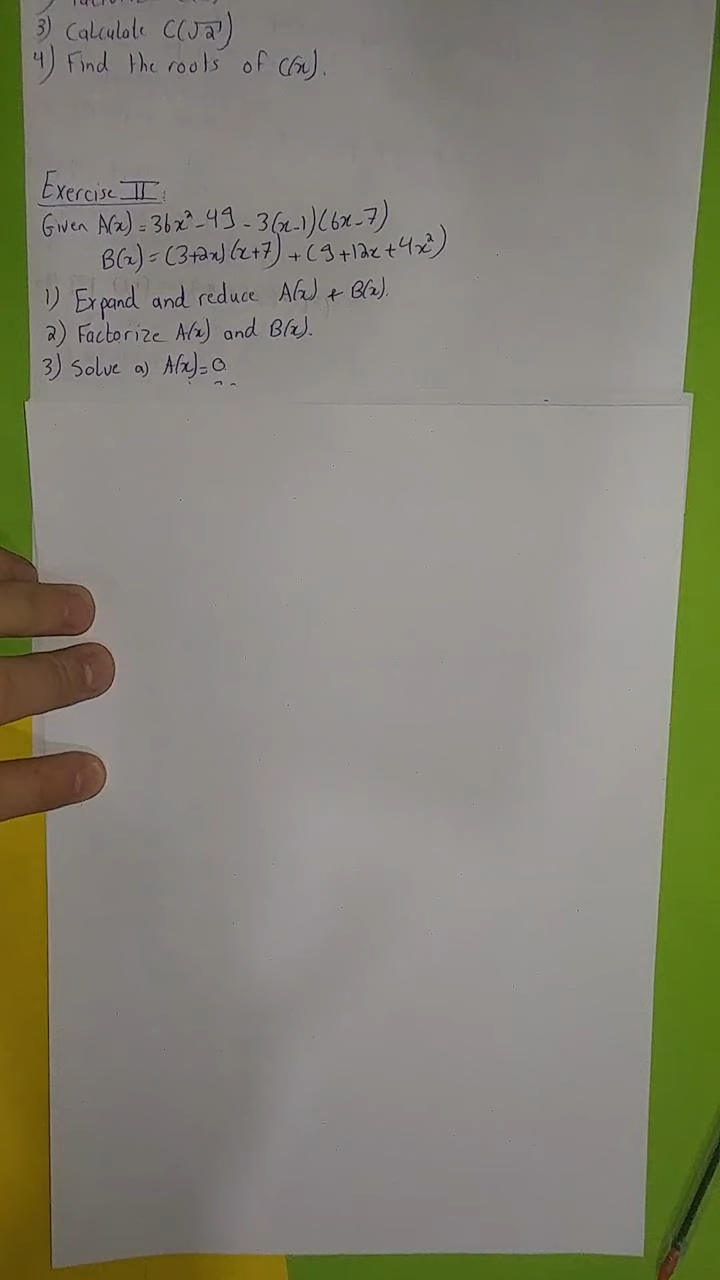 3) Calculate C(√2)
4) Find the roots of C(x).
Exercise II:
Given A(x) = 36x² - 49 - 3(x-1)(6x-7)
B(x) = (3+2x)(x+7) + (9+12x+4x²)
1) Expand and reduce A(x) & B(x).
2) Factorize A(x) and B(x).
3) Solve a) A(x)=0